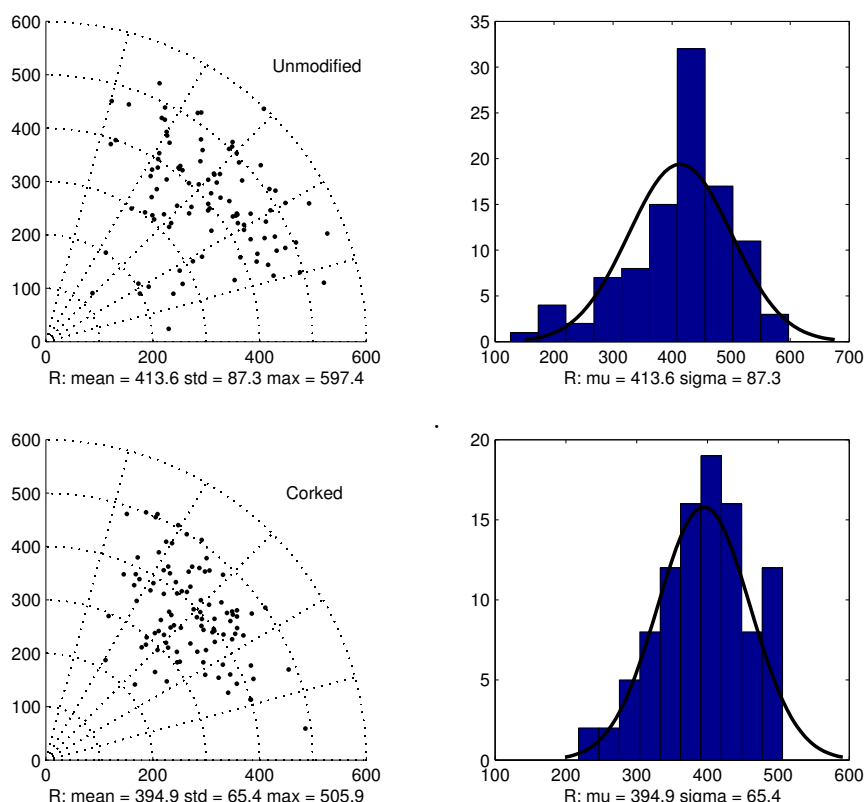 600
500
400
300
200
100
0
0 200 400 600
Unmodified
R: mean = 413.6 std = 87.3 max = 597.4
35
30
25
20
15
10
5
0
100 200 300 400 500 600 700
R: mu = 413.6 sigma = 87.3
600
500
400
300
200
100
0
0 200 400 600
Corked
R: mean = 394.9 std = 65.4 max = 505.9
20
15
10
5
0
100 200 300 400 500 600
R: mu = 394.9 sigma = 65.4